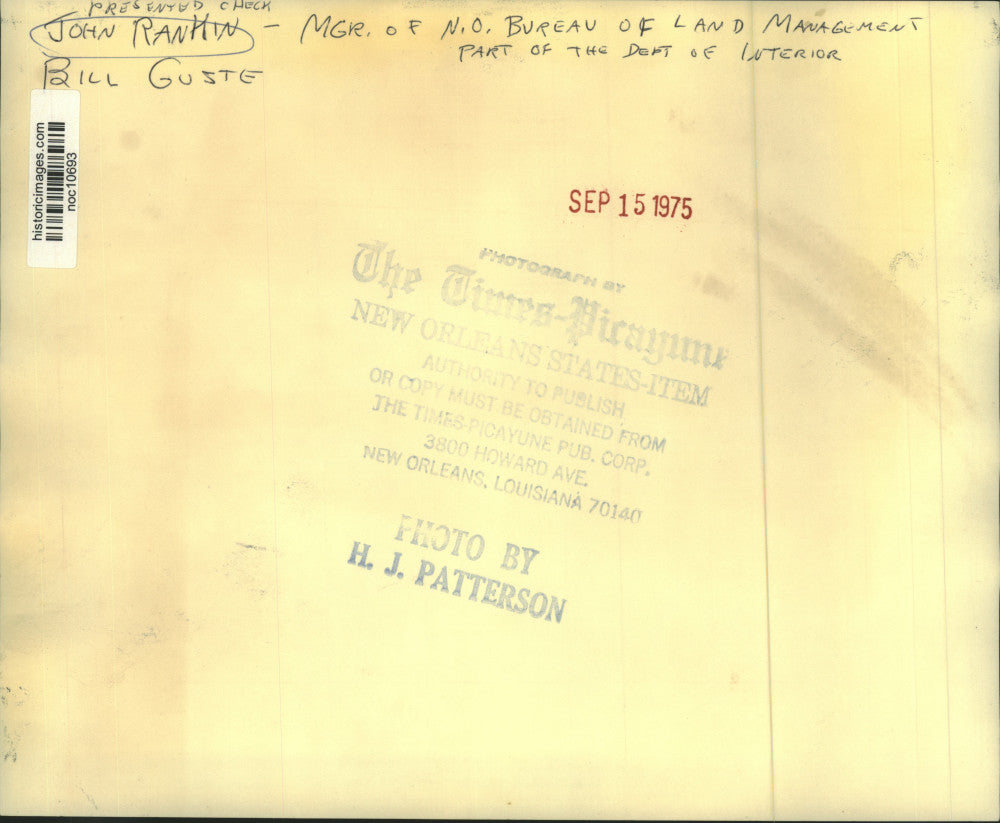 PRESENTED CHECK
JOHN RANKIN - MGR. OF N.O. BUREAU OF LAND MANAGEMENT
PART OF THE DEPT OF INTERIOR
BILL GUSTE
historicimages.com
noc10693
SEP 15 1975
PHOTOGRAPH BY
The Times-Picayune
NEW ORLEANS STATES-ITEM
AUTHORITY TO PUBLISH
OR COPY MUST BE OBTAINED FROM
THE TIMES-PICAYUNE PUB. CORP.
3800 HOWARD AVE.
NEW ORLEANS, LOUISIANA 70140
PHOTO BY
H. J. PATTERSON